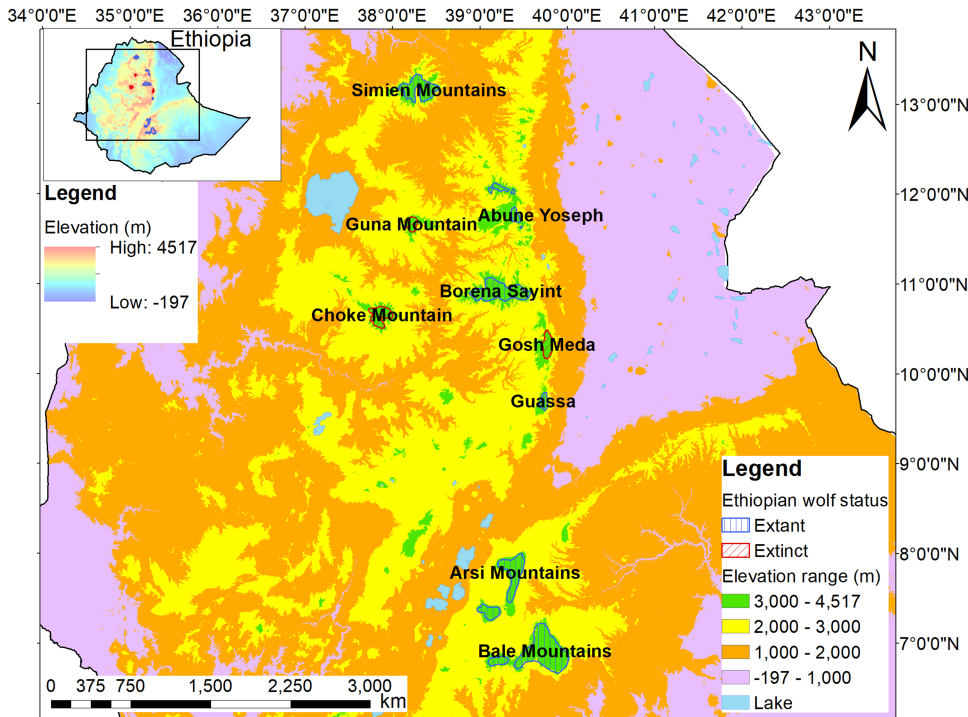 34°0'0"E 35°0'0"E 36°0'0"E 37°0'0"E 38°0'0"E 39°0'0"E 40°0'0"E 41°0'0"E 42°0'0"E 43°0'0"E
Ethiopia
N
Simien Mountains
13°0'0"N
Legend
12°0'0"N
Elevation (m)
High: 4517
Low: -197
Abune Yoseph
Guna Mountain
11°0'0"N
Borena Sayint
Choke Mountain
Gosh Meda
10°0'0"N
Guassa
9°0'0"N
Legend
Ethiopian wolf status
Extant
Extinct
8°0'0"N
Arsi Mountains
Elevation range (m)
3,000 - 4,517
2,000 - 3,000
1,000 - 2,000
-197 - 1,000
Lake
7°0'0"N
Bale Mountains
0 375 750 1,500 2,250 3,000
km